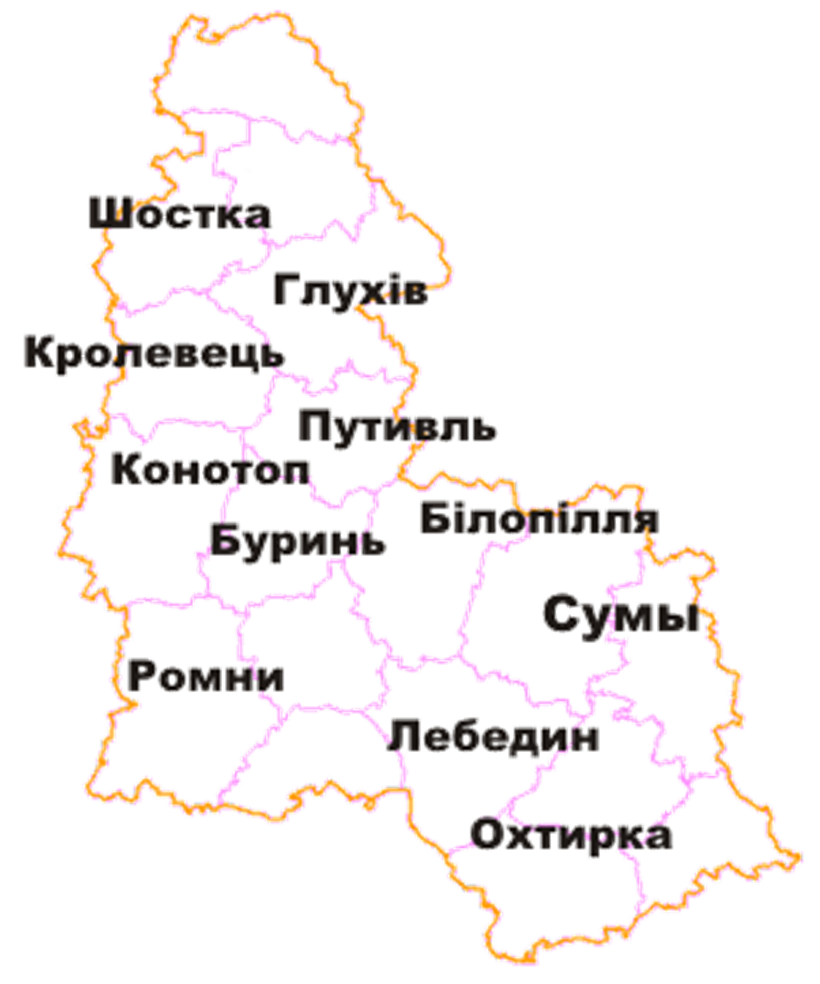 Шостка
Глухів
Кролевець
Путивль
Конотоп
Білопілля
Буринь
Сумы
Ромни
Лебедин
Охтирка